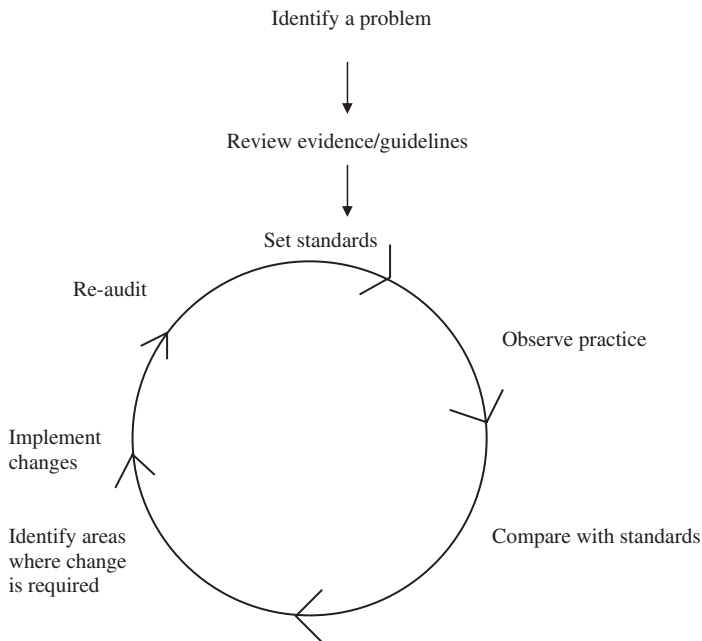 Identify a problem
Review evidence/guidelines
Set standards
Re-audit
Observe practice
Implement
changes
Identify areas
where change
is required
Compare with standards